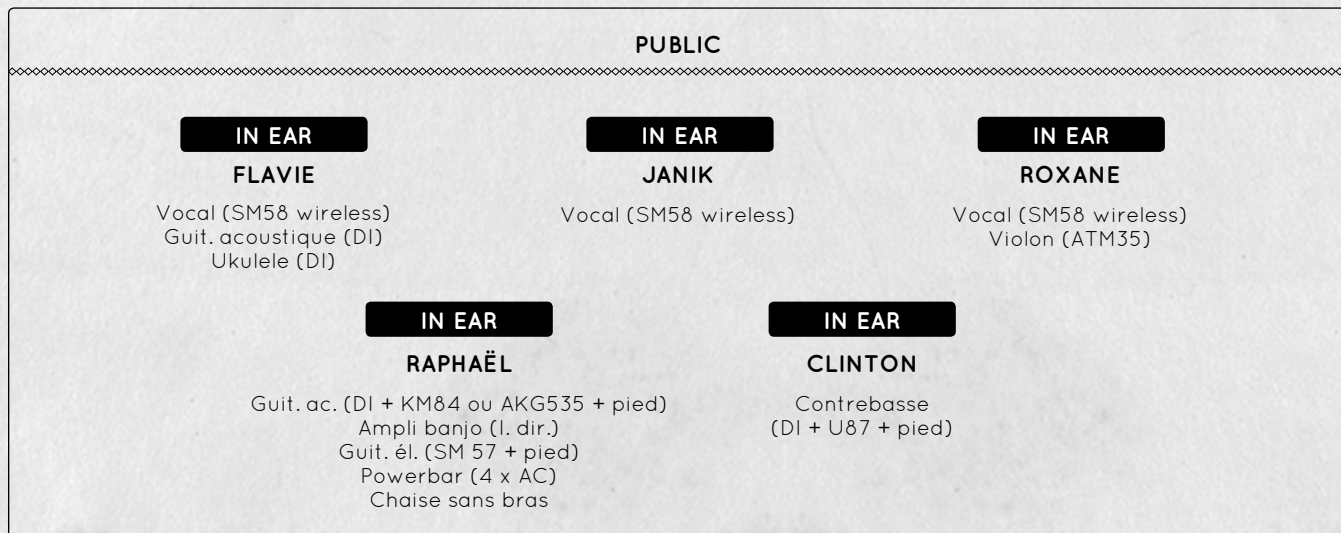 PUBLIC
IN EAR
FLAVIE
Vocal (SM58 wireless)
Guit. acoustique (DI)
Ukulele (DI)
IN EAR
JANIK
Vocal (SM58 wireless)
IN EAR
ROXANE
Vocal (SM58 wireless)
Violon (ATM35)
IN EAR
RAPHAËL
Guit. ac. (DI + KM84 ou AKG535 + pied)
Ampli banjo (l. dir.)
Guit. él. (SM 57 + pied)
Powerbar (4 x AC)
Chaise sans bras
IN EAR
CLINTON
Contrebasse
(DI + U87 + pied)